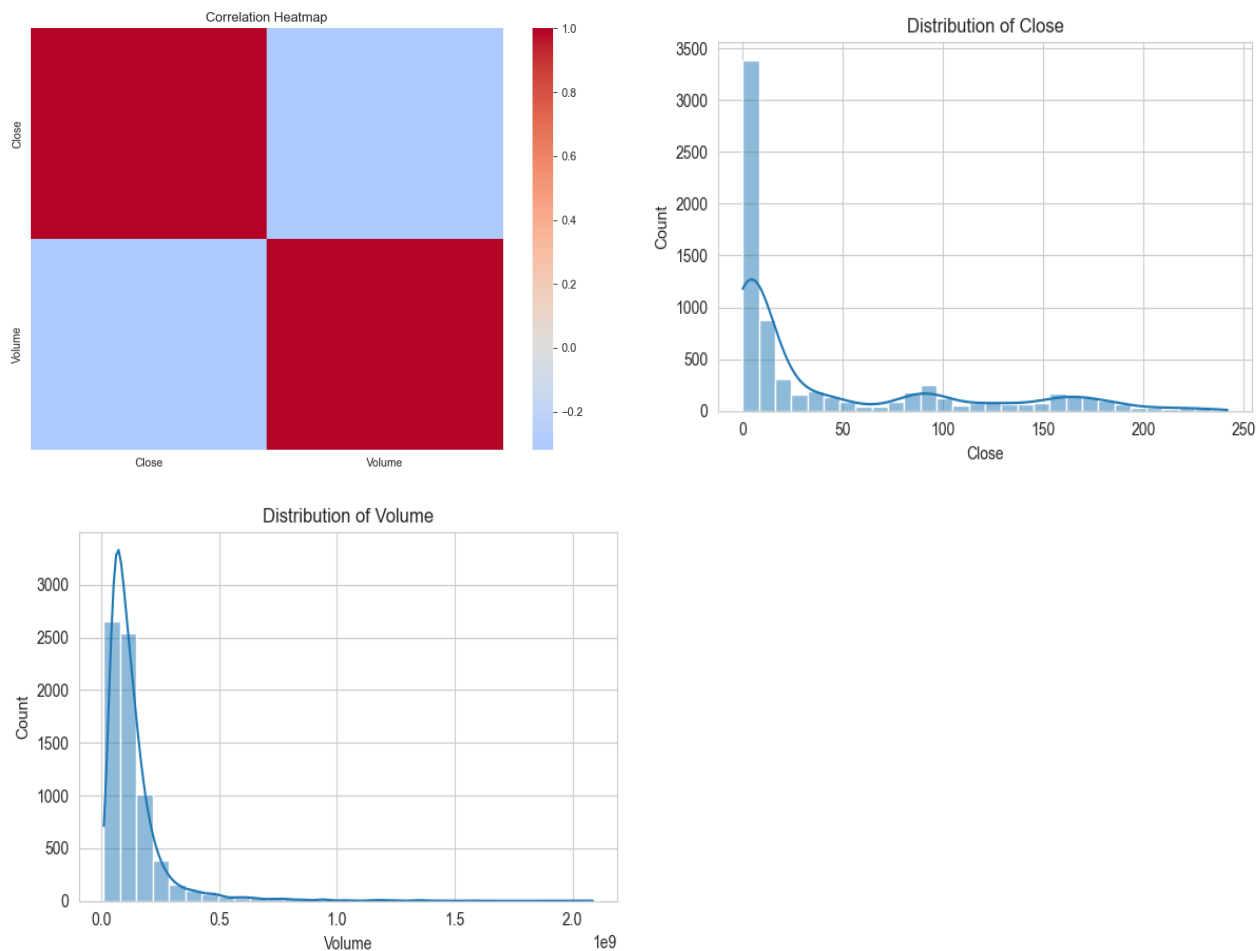 Correlation Heatmap
Close
Volume
Close
Volume
1.0
0.8
0.6
0.4
0.2
0.0
−0.2
Distribution of Close
Count
3500
3000
2500
2000
1500
1000
500
0
0
50
100
150
200
250
Close
Distribution of Volume
Count
3000
2500
2000
1500
1000
500
0
0.0
0.5
1.0
1.5
2.0
1e9
Volume